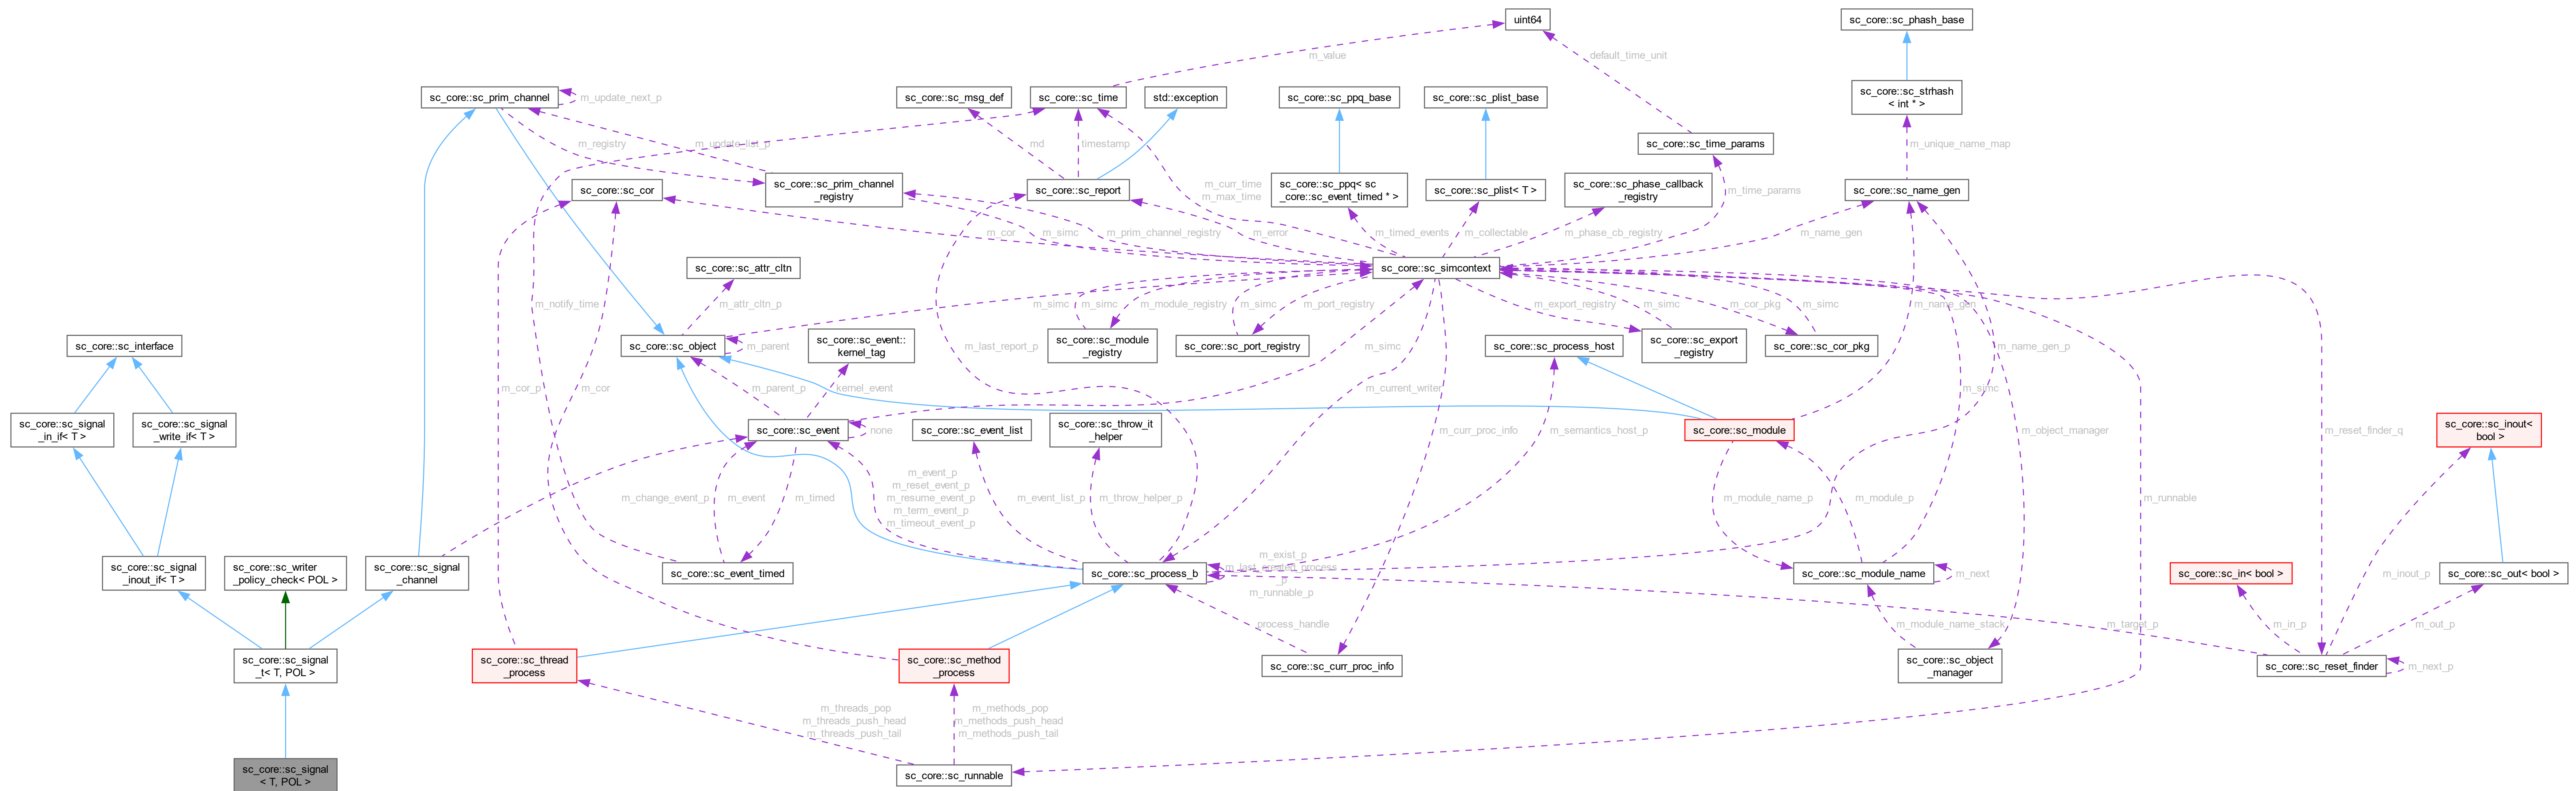 uint64
sc_core::sc_phash_base
m_value
default_time_unit
sc_core::sc_prim_channel
m_update_next_p
sc_core::sc_msg_def
sc_core::sc_time
std::exception
sc_core::sc_ppq_base
sc_core::sc_plist_base
sc_core::sc_strhash
< int * >
m_registry
m_update_list_p
md
timestamp
sc_core::sc_time_params
m_unique_name_map
sc_core::sc_cor
sc_core::sc_prim_channel
_registry
sc_core::sc_report
m_curr_time
m_max_time
sc_core::sc_ppq< sc
_core::sc_event_timed * >
sc_core::sc_plist< T >
sc_core::sc_phase_callback
_registry
m_time_params
sc_core::sc_name_gen
m_cor
m_simc
m_prim_channel_registry
m_error
m_timed_events
m_collectable
m_phase_cb_registry
m_name_gen
sc_core::sc_attr_cltn
sc_core::sc_simcontext
m_notify_time
m_attr_cltn_p
m_simc
m_simc
m_module_registry
m_simc
m_port_registry
m_export_registry
m_simc
m_cor_pkg
m_simc
m_name_gen
sc_core::sc_interface
sc_core::sc_object
m_parent
sc_core::sc_event::
kernel_tag
m_last_report_p
sc_core::sc_module
_registry
sc_core::sc_port_registry
m_simc
sc_core::sc_process_host
sc_core::sc_export
_registry
sc_core::sc_cor_pkg
m_name_gen_p
m_cor_p
m_cor
m_parent_p
kernel_event
m_current_writer
m_simc
sc_core::sc_signal
_in_if< T >
sc_core::sc_signal
_write_if< T >
sc_core::sc_event
none
sc_core::sc_event_list
sc_core::sc_throw_it
_helper
m_curr_proc_info
m_semantics_host_p
sc_core::sc_module
m_object_manager
m_reset_finder_q
sc_core::sc_inout<
bool >
m_change_event_p
m_event
m_timed
m_event_p
m_reset_event_p
m_resume_event_p
m_term_event_p
m_timeout_event_p
m_event_list_p
m_throw_helper_p
m_module_name_p
m_module_p
m_runnable
sc_core::sc_signal
_inout_if< T >
sc_core::sc_writer
_policy_check< POL >
sc_core::sc_signal
_channel
sc_core::sc_event_timed
sc_core::sc_process_b
m_exist_p
m_last_created_process
_p
m_runnable_p
sc_core::sc_module_name
m_next
sc_core::sc_in< bool >
m_inout_p
sc_core::sc_out< bool >
process_handle
m_module_name_stack
m_target_p
m_in_p
m_out_p
sc_core::sc_signal
_t< T, POL >
sc_core::sc_thread
_process
sc_core::sc_method
_process
sc_core::sc_curr_proc_info
sc_core::sc_object
_manager
sc_core::sc_reset_finder
m_next_p
m_threads_pop
m_threads_push_head
m_threads_push_tail
m_methods_pop
m_methods_push_head
m_methods_push_tail
sc_core::sc_signal
< T, POL >
sc_core::sc_runnable